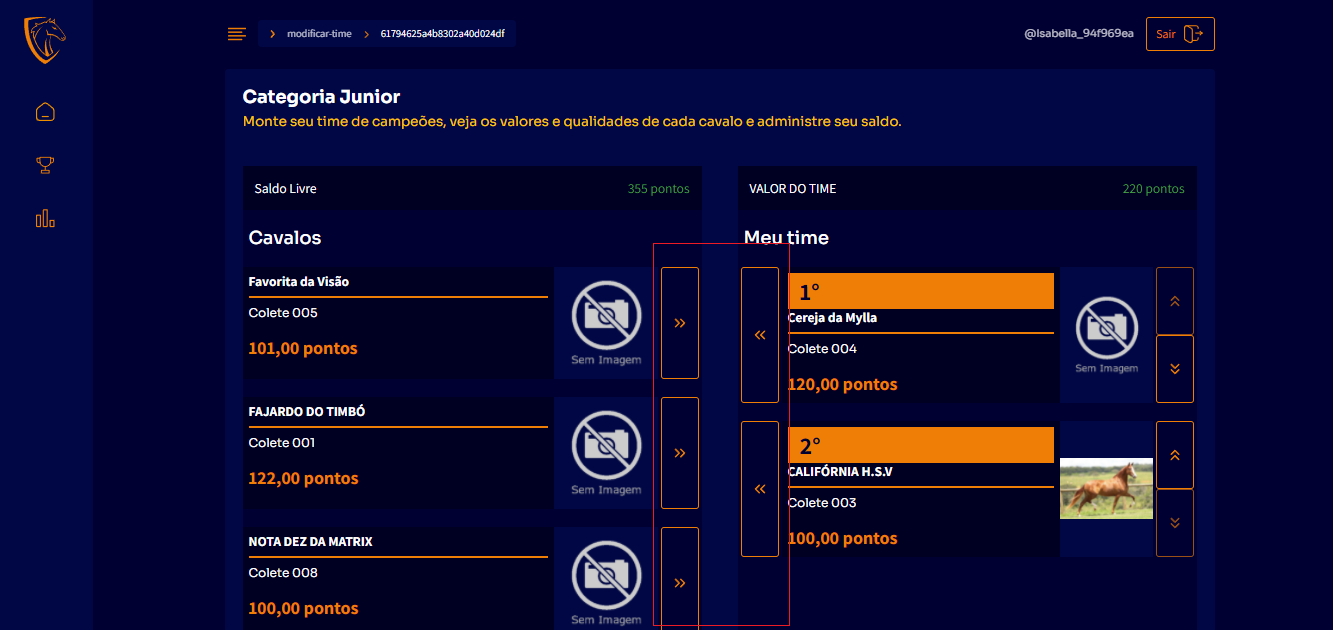 modificar-time
61794625a4b8302a40d024df
@Isabella_94f969ea
Sair
Categoria Junior
Monte seu time de campeões, veja os valores e qualidades de cada cavalo e administre seu saldo.
Saldo Livre
355 pontos
Cavalos
Favorita da Visão
Colete 005
101,00 pontos
Sem Imagem
FAJARDO DO TIMBÓ
Colete 001
122,00 pontos
Sem Imagem
NOTA DEZ DA MATRIX
Colete 008
100,00 pontos
Sem Imagem
VALOR DO TIME
220 pontos
Meu time
1°
Cereja da Mylla
Colete 004
120,00 pontos
Sem Imagem
2°
CALIFÓRNIA H.S.V
Colete 003
100,00 pontos